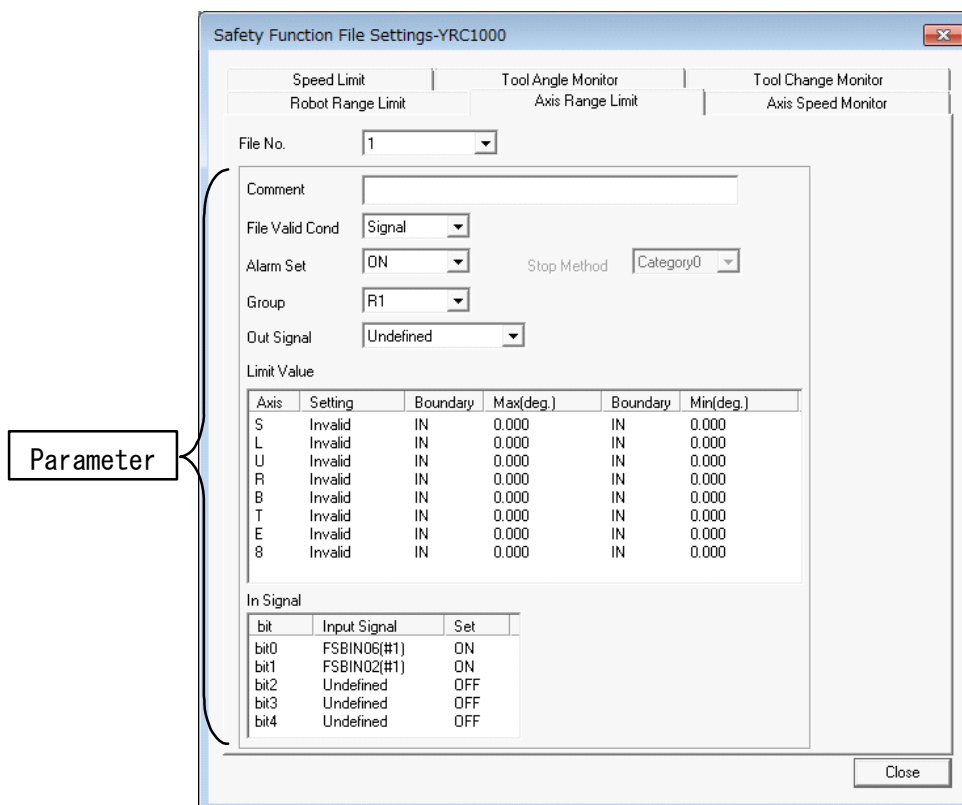 Safety Function File Settings-YRC1000
Speed Limit Tool Angle Monitor Tool Change Monitor
Robot Range Limit Axis Range Limit Axis Speed Monitor
File No. 1
Comment
File Valid Cond Signal
Alarm Set ON Stop Method Category0
Group R1
Out Signal Undefined
Limit Value
Axis Setting Boundary Max(deg.) Boundary Min(deg.)
S Invalid IN 0.000 IN 0.000
L Invalid IN 0.000 IN 0.000
U Invalid IN 0.000 IN 0.000
R Invalid IN 0.000 IN 0.000
B Invalid IN 0.000 IN 0.000
T Invalid IN 0.000 IN 0.000
E Invalid IN 0.000 IN 0.000
8 Invalid IN 0.000 IN 0.000
Parameter
In Signal
bit Input Signal Set
bit0 FSBIN06(#1) ON
bit1 FSBIN02(#1) ON
bit2 Undefined OFF
bit3 Undefined OFF
bit4 Undefined OFF
Close